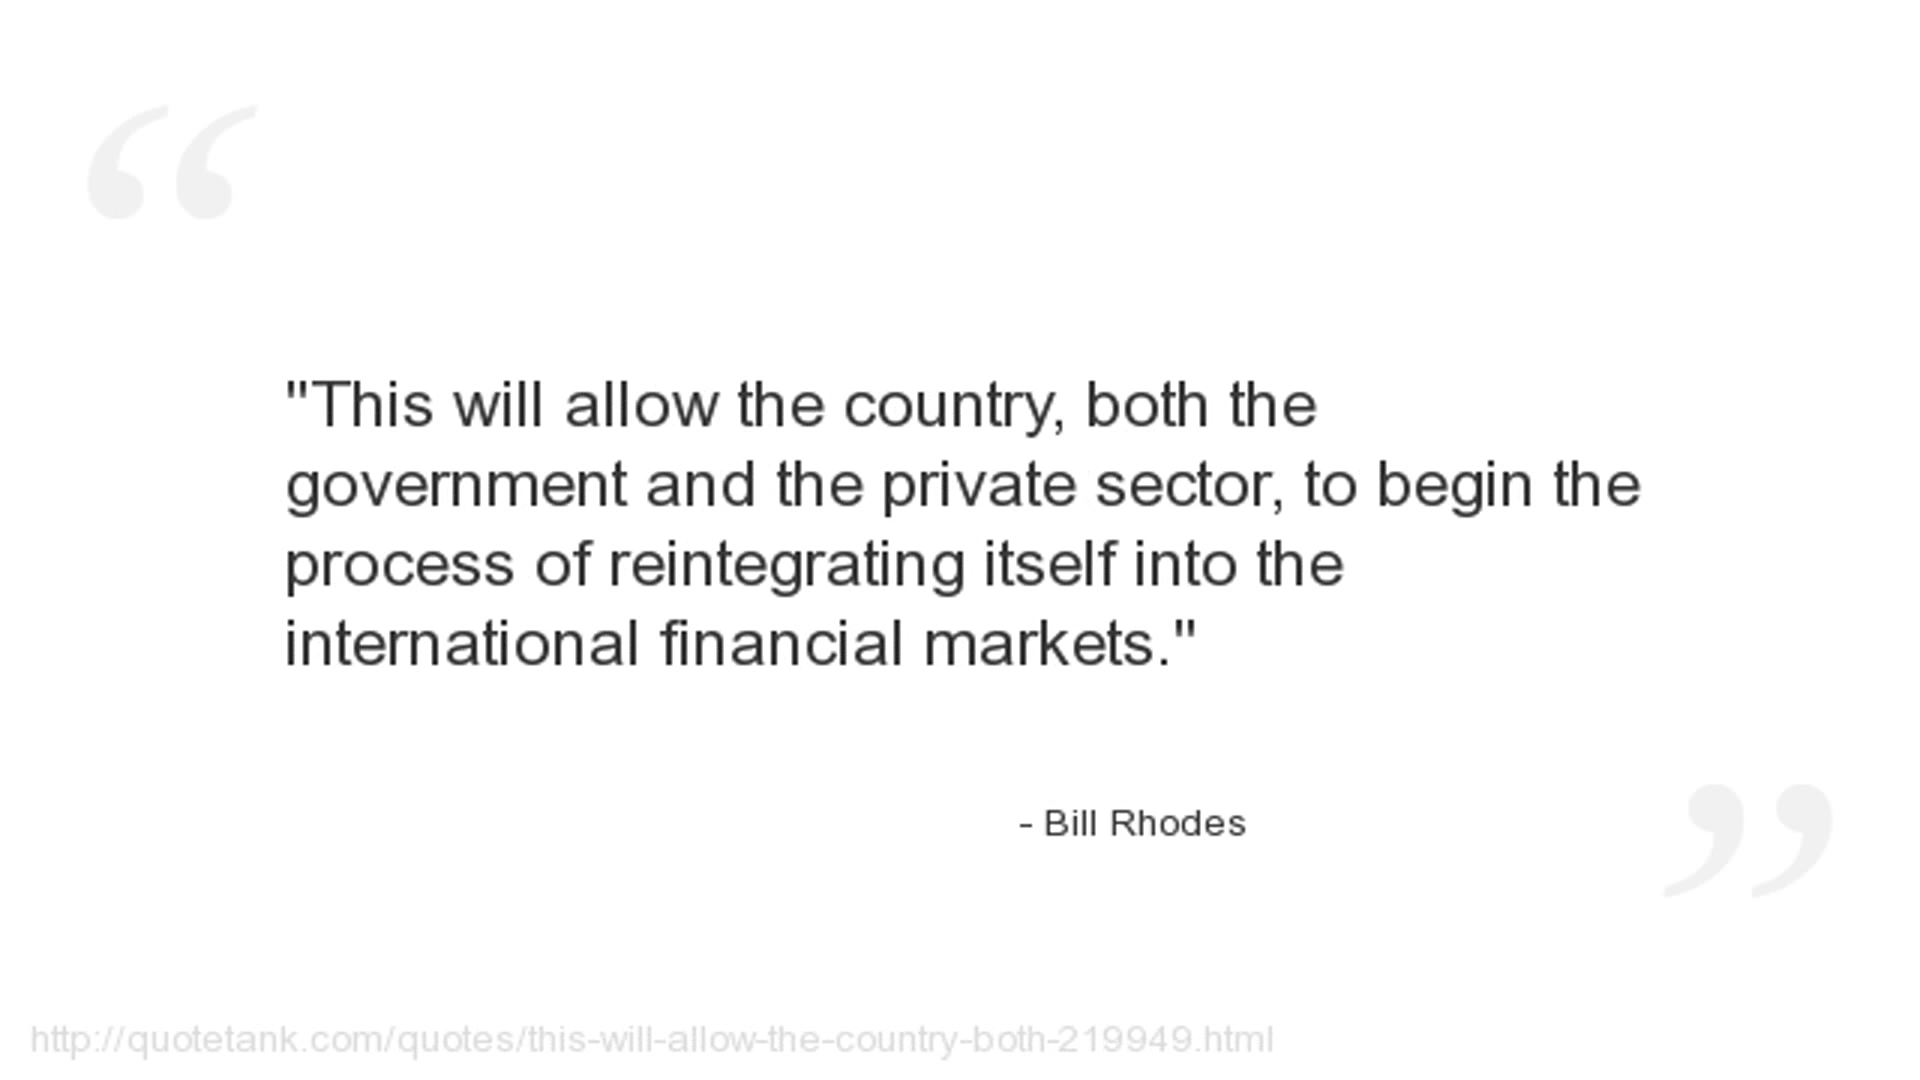 "This will allow the country, both the
government and the private sector, to begin the
process of reintegrating itself into the
international financial markets."
- Bill Rhodes
http://quotetank.com/quotes/this-will-allow-the-country-both-219949.html